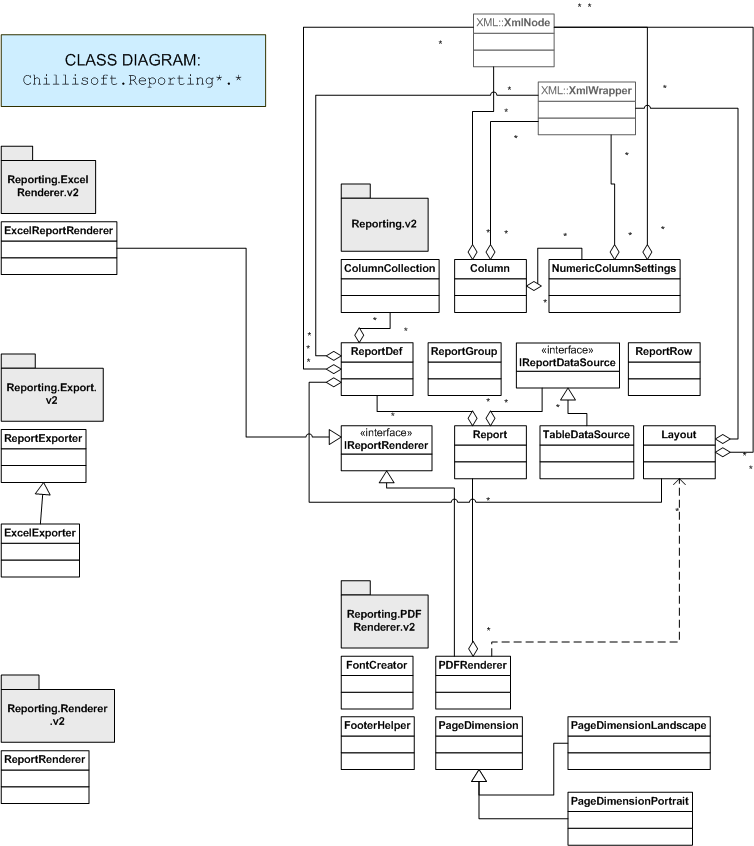 CLASS DIAGRAM:
Chillisoft.Reporting*.*
XML::XmlNode
* *
*
XML::XmlWrapper
*
*
*
*
*
Reporting.Excel
Renderer.v2
ExcelReportRenderer
Reporting.v2
* * * * *
ColumnCollection
Column
NumericColumnSettings
*
* *
*
*
*
ReportDef
ReportGroup
«interface»
IReportDataSource
ReportRow
Reporting.Export.
v2
* * * *
ReportExporter
«interface»
IReportRenderer
Report
TableDataSource
Layout
*
*
*
*
ExcelExporter
Reporting.PDF
Renderer.v2
*
FontCreator
PDFRenderer
Reporting.Renderer
.v2
FooterHelper
PageDimension
PageDimensionLandscape
ReportRenderer
PageDimensionPortrait